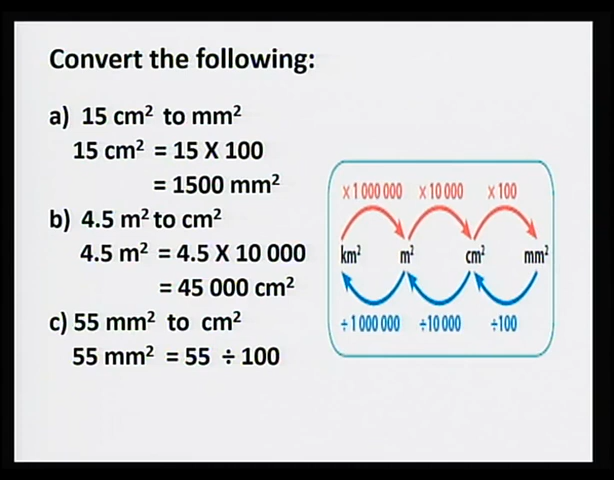 Convert the following:
a) 15 cm² to mm²
15 cm² = 15 X 100
= 1500 mm²
b) 4.5 m² to cm²
4.5 m² = 4.5 X 10 000
= 45 000 cm²
c) 55 mm² to cm²
55 mm² = 55 ÷ 100
x 1 000 000 x 10 000 x 100
km² m² cm² mm²
÷ 1 000 000 ÷10 000 ÷100